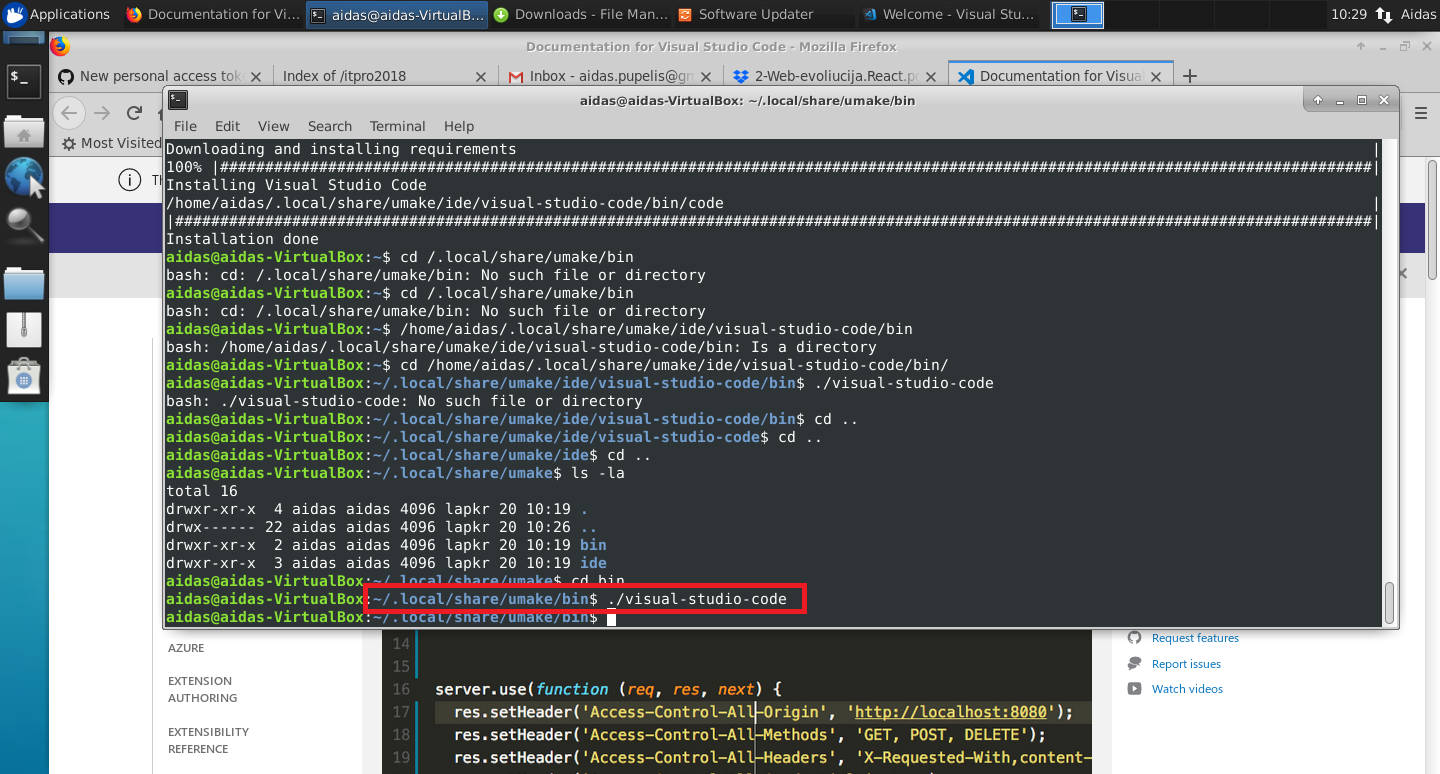 Applications
Documentation for Vi...
aidas@aidas-VirtualB...
Downloads - File Man...
Software Updater
Welcome - Visual Stu...
10:29
Aidas
Documentation for Visual Studio Code - Mozilla Firefox
New personal access tok
Index of /itpro2018
Inbox - aidas.pupelis@gm
2-Web-evoliucija.React.po
Documentation for Visual
Most Visited
aidas@aidas-VirtualBox: ~/.local/share/umake/bin
File Edit View Search Terminal Help
Downloading and installing requirements |
100% |################################################################################################################################|
Installing Visual Studio Code
/home/aidas/.local/share/umake/ide/visual-studio-code/bin/code |
|#####################################################################################################################################|
Installation done
aidas@aidas-VirtualBox:~$ cd /.local/share/umake/bin
bash: cd: /.local/share/umake/bin: No such file or directory
aidas@aidas-VirtualBox:~$ cd /.local/share/umake/bin
bash: cd: /.local/share/umake/bin: No such file or directory
aidas@aidas-VirtualBox:~$ /home/aidas/.local/share/umake/ide/visual-studio-code/bin
bash: /home/aidas/.local/share/umake/ide/visual-studio-code/bin: Is a directory
aidas@aidas-VirtualBox:~$ cd /home/aidas/.local/share/umake/ide/visual-studio-code/bin/
aidas@aidas-VirtualBox:~/.local/share/umake/ide/visual-studio-code/bin$ ./visual-studio-code
bash: ./visual-studio-code: No such file or directory
aidas@aidas-VirtualBox:~/.local/share/umake/ide/visual-studio-code/bin$ cd ..
aidas@aidas-VirtualBox:~/.local/share/umake/ide/visual-studio-code$ cd ..
aidas@aidas-VirtualBox:~/.local/share/umake/ide$ cd ..
aidas@aidas-VirtualBox:~/.local/share/umake$ ls -la
total 16
drwxr-xr-x  4 aidas aidas 4096 lapkr 20 10:19 .
drwx------ 22 aidas aidas 4096 lapkr 20 10:26 ..
drwxr-xr-x  2 aidas aidas 4096 lapkr 20 10:19 bin
drwxr-xr-x  3 aidas aidas 4096 lapkr 20 10:19 ide
aidas@aidas-VirtualBox:~/.local/share/umake$ cd bin
aidas@aidas-VirtualBox:~/.local/share/umake/bin$ ./visual-studio-code
aidas@aidas-VirtualBox:~/.local/share/umake/bin$
AZURE
EXTENSION
AUTHORING
EXTENSIBILITY
REFERENCE
14
15
16 server.use(function (req, res, next) {
17 res.setHeader('Access-Control-All-Origin', 'http://localhost:8080');
18 res.setHeader('Access-Control-All-Methods', 'GET, POST, DELETE');
19 res.setHeader('Access-Control-All-Headers', 'X-Requested-With,content-
Request features
Report issues
Watch videos